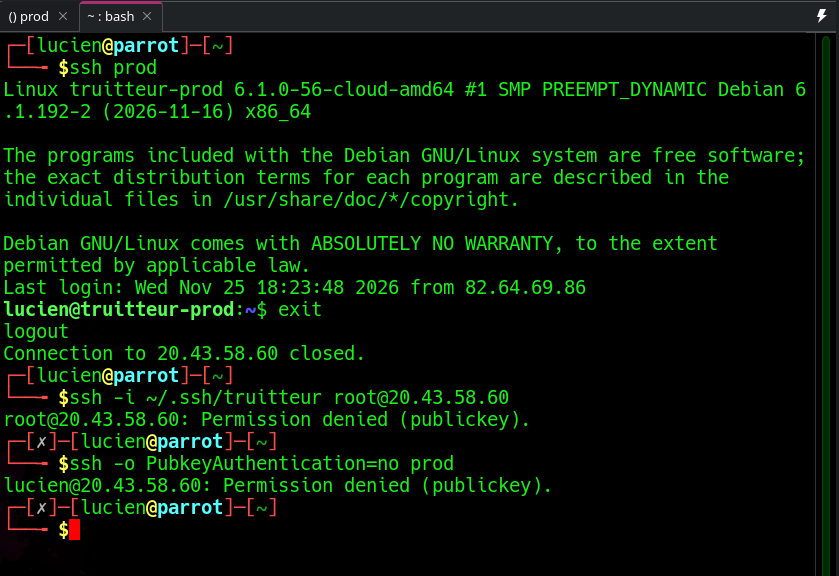 () prod × ~ : bash ×
┌─[lucien@parrot]─[~]
└──╼ $ssh prod
Linux truitteur-prod 6.1.0-56-cloud-amd64 #1 SMP PREEMPT_DYNAMIC Debian 6
.1.192-2 (2026-11-16) x86_64
The programs included with the Debian GNU/Linux system are free software;
the exact distribution terms for each program are described in the
individual files in /usr/share/doc/*/copyright.
Debian GNU/Linux comes with ABSOLUTELY NO WARRANTY, to the extent
permitted by applicable law.
Last login: Wed Nov 25 18:23:48 2026 from 82.64.69.86
lucien@truitteur-prod:~$ exit
logout
Connection to 20.43.58.60 closed.
┌─[lucien@parrot]─[~]
└──╼ $ssh -i ~/.ssh/truitteur root@20.43.58.60
root@20.43.58.60: Permission denied (publickey).
┌─[✗]─[lucien@parrot]─[~]
└──╼ $ssh -o PubkeyAuthentication=no prod
lucien@20.43.58.60: Permission denied (publickey).
┌─[✗]─[lucien@parrot]─[~]
└──╼ $